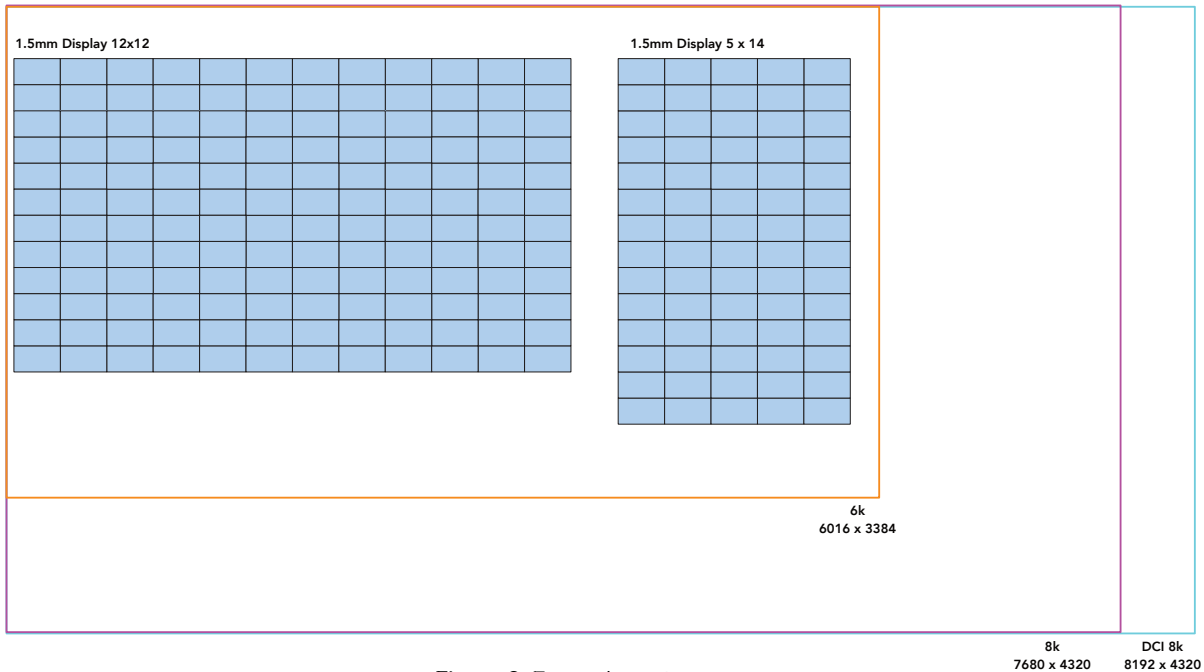 1.5mm Display 12x12
1.5mm Display 5 x 14
6k
6016 x 3384
8k
7680 x 4320
DCI 8k
8192 x 4320